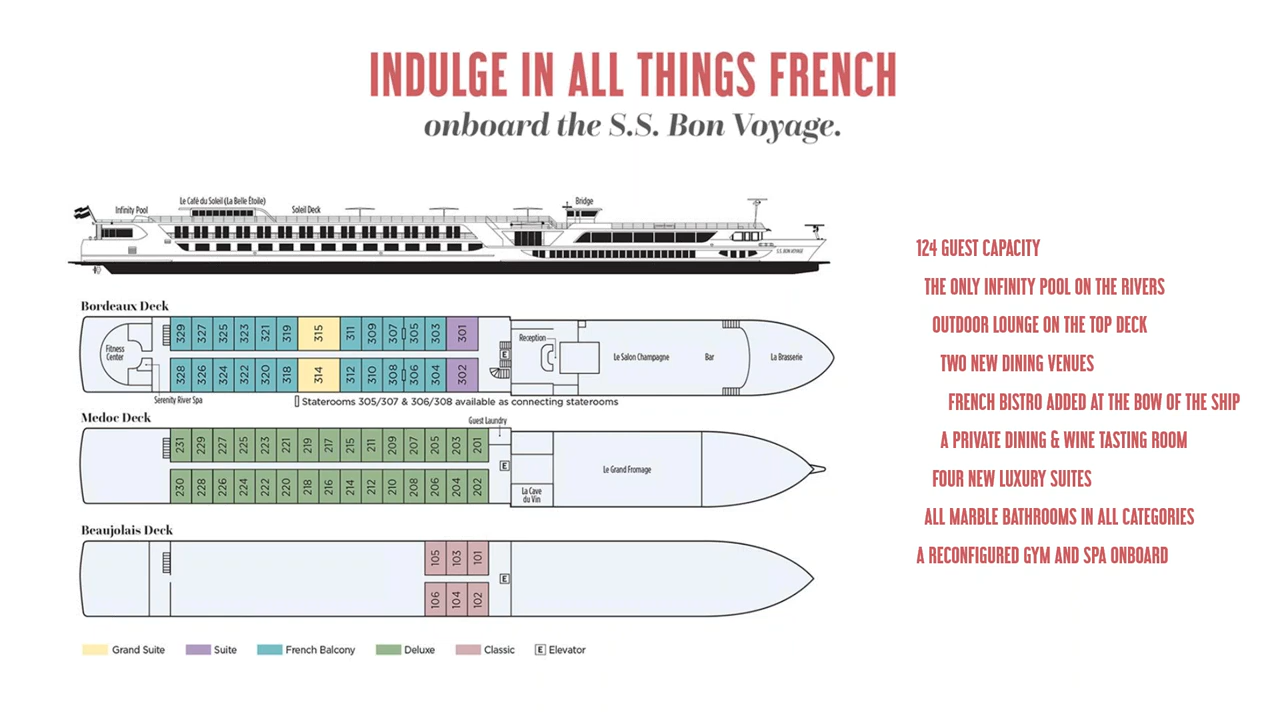 INDULGE IN ALL THINGS FRENCH
onboard the S.S. Bon Voyage.
Infinity Pool
Le Café du Soleil (La Belle Étoile)
Soleil Deck
Bridge
S.S. BON VOYAGE
Bordeaux Deck
329 327 325 323 321 319 315 311 309 307 305 303 301
Fitness
Center
E
Reception
Le Salon Champagne
Bar
La Brasserie
328 326 324 322 320 318 314 312 310 308 306 304 302
Serenity River Spa
Staterooms 305/307 & 306/308 available as connecting staterooms
Medoc Deck
Guest Laundry
231 229 227 225 223 221 219 217 215 211 209 207 205 203 201
E
Le Grand Fromage
230 228 226 224 222 220 218 216 214 212 210 208 206 204 202
La Cave
du Vin
Beaujolais Deck
105 103 101
E
106 104 102
Grand Suite
Suite
French Balcony
Deluxe
Classic
E Elevator
124 GUEST CAPACITY
THE ONLY INFINITY POOL ON THE RIVERS
OUTDOOR LOUNGE ON THE TOP DECK
TWO NEW DINING VENUES
FRENCH BISTRO ADDED AT THE BOW OF THE SHIP
A PRIVATE DINING & WINE TASTING ROOM
FOUR NEW LUXURY SUITES
ALL MARBLE BATHROOMS IN ALL CATEGORIES
A RECONFIGURED GYM AND SPA ONBOARD